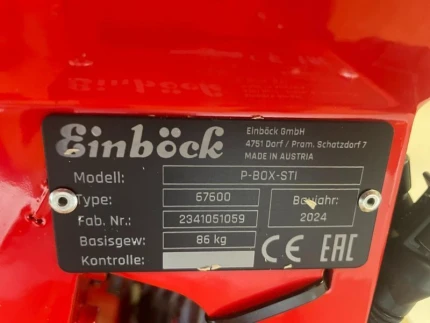 Einböck
Einböck GmbH
4751 Dorf / Pram, Schatzdorf 7
MADE IN AUSTRIA
Modell: P-BOX-STI
Type: 67600 Baujahr:
Fab. Nr.: 2341051059 2024
Basisgew: 86 kg
Kontrolle: CE EAC